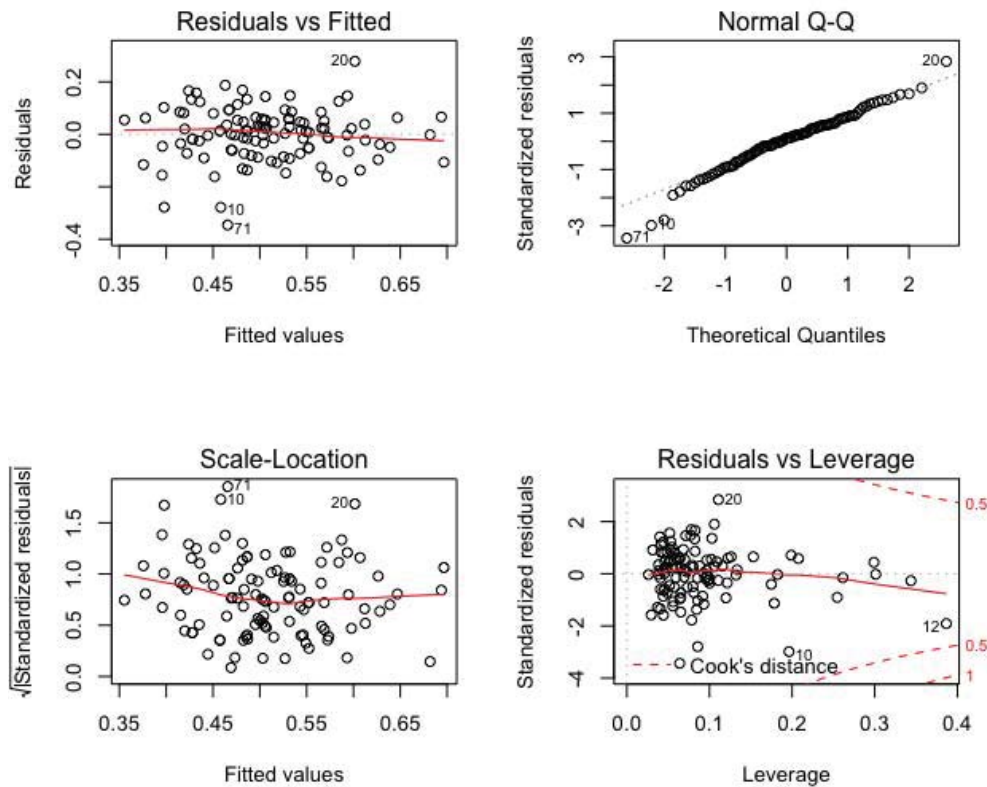 Residuals vs Fitted
Residuals
0.2
0.0
-0.4
20
10
71
0.35 0.45 0.55 0.65
Fitted values
Normal Q-Q
Standardized residuals
3
1
-1
-3
20
10
71
-2 -1 0 1 2
Theoretical Quantiles
Scale-Location
√|Standardized residuals|
1.5
1.0
0.5
0.0
71
10
20
0.35 0.45 0.55 0.65
Fitted values
Residuals vs Leverage
Standardized residuals
2
0
-2
-4
20
12
10
Cook's distance
0.5
0.5
1
0.0 0.1 0.2 0.3 0.4
Leverage